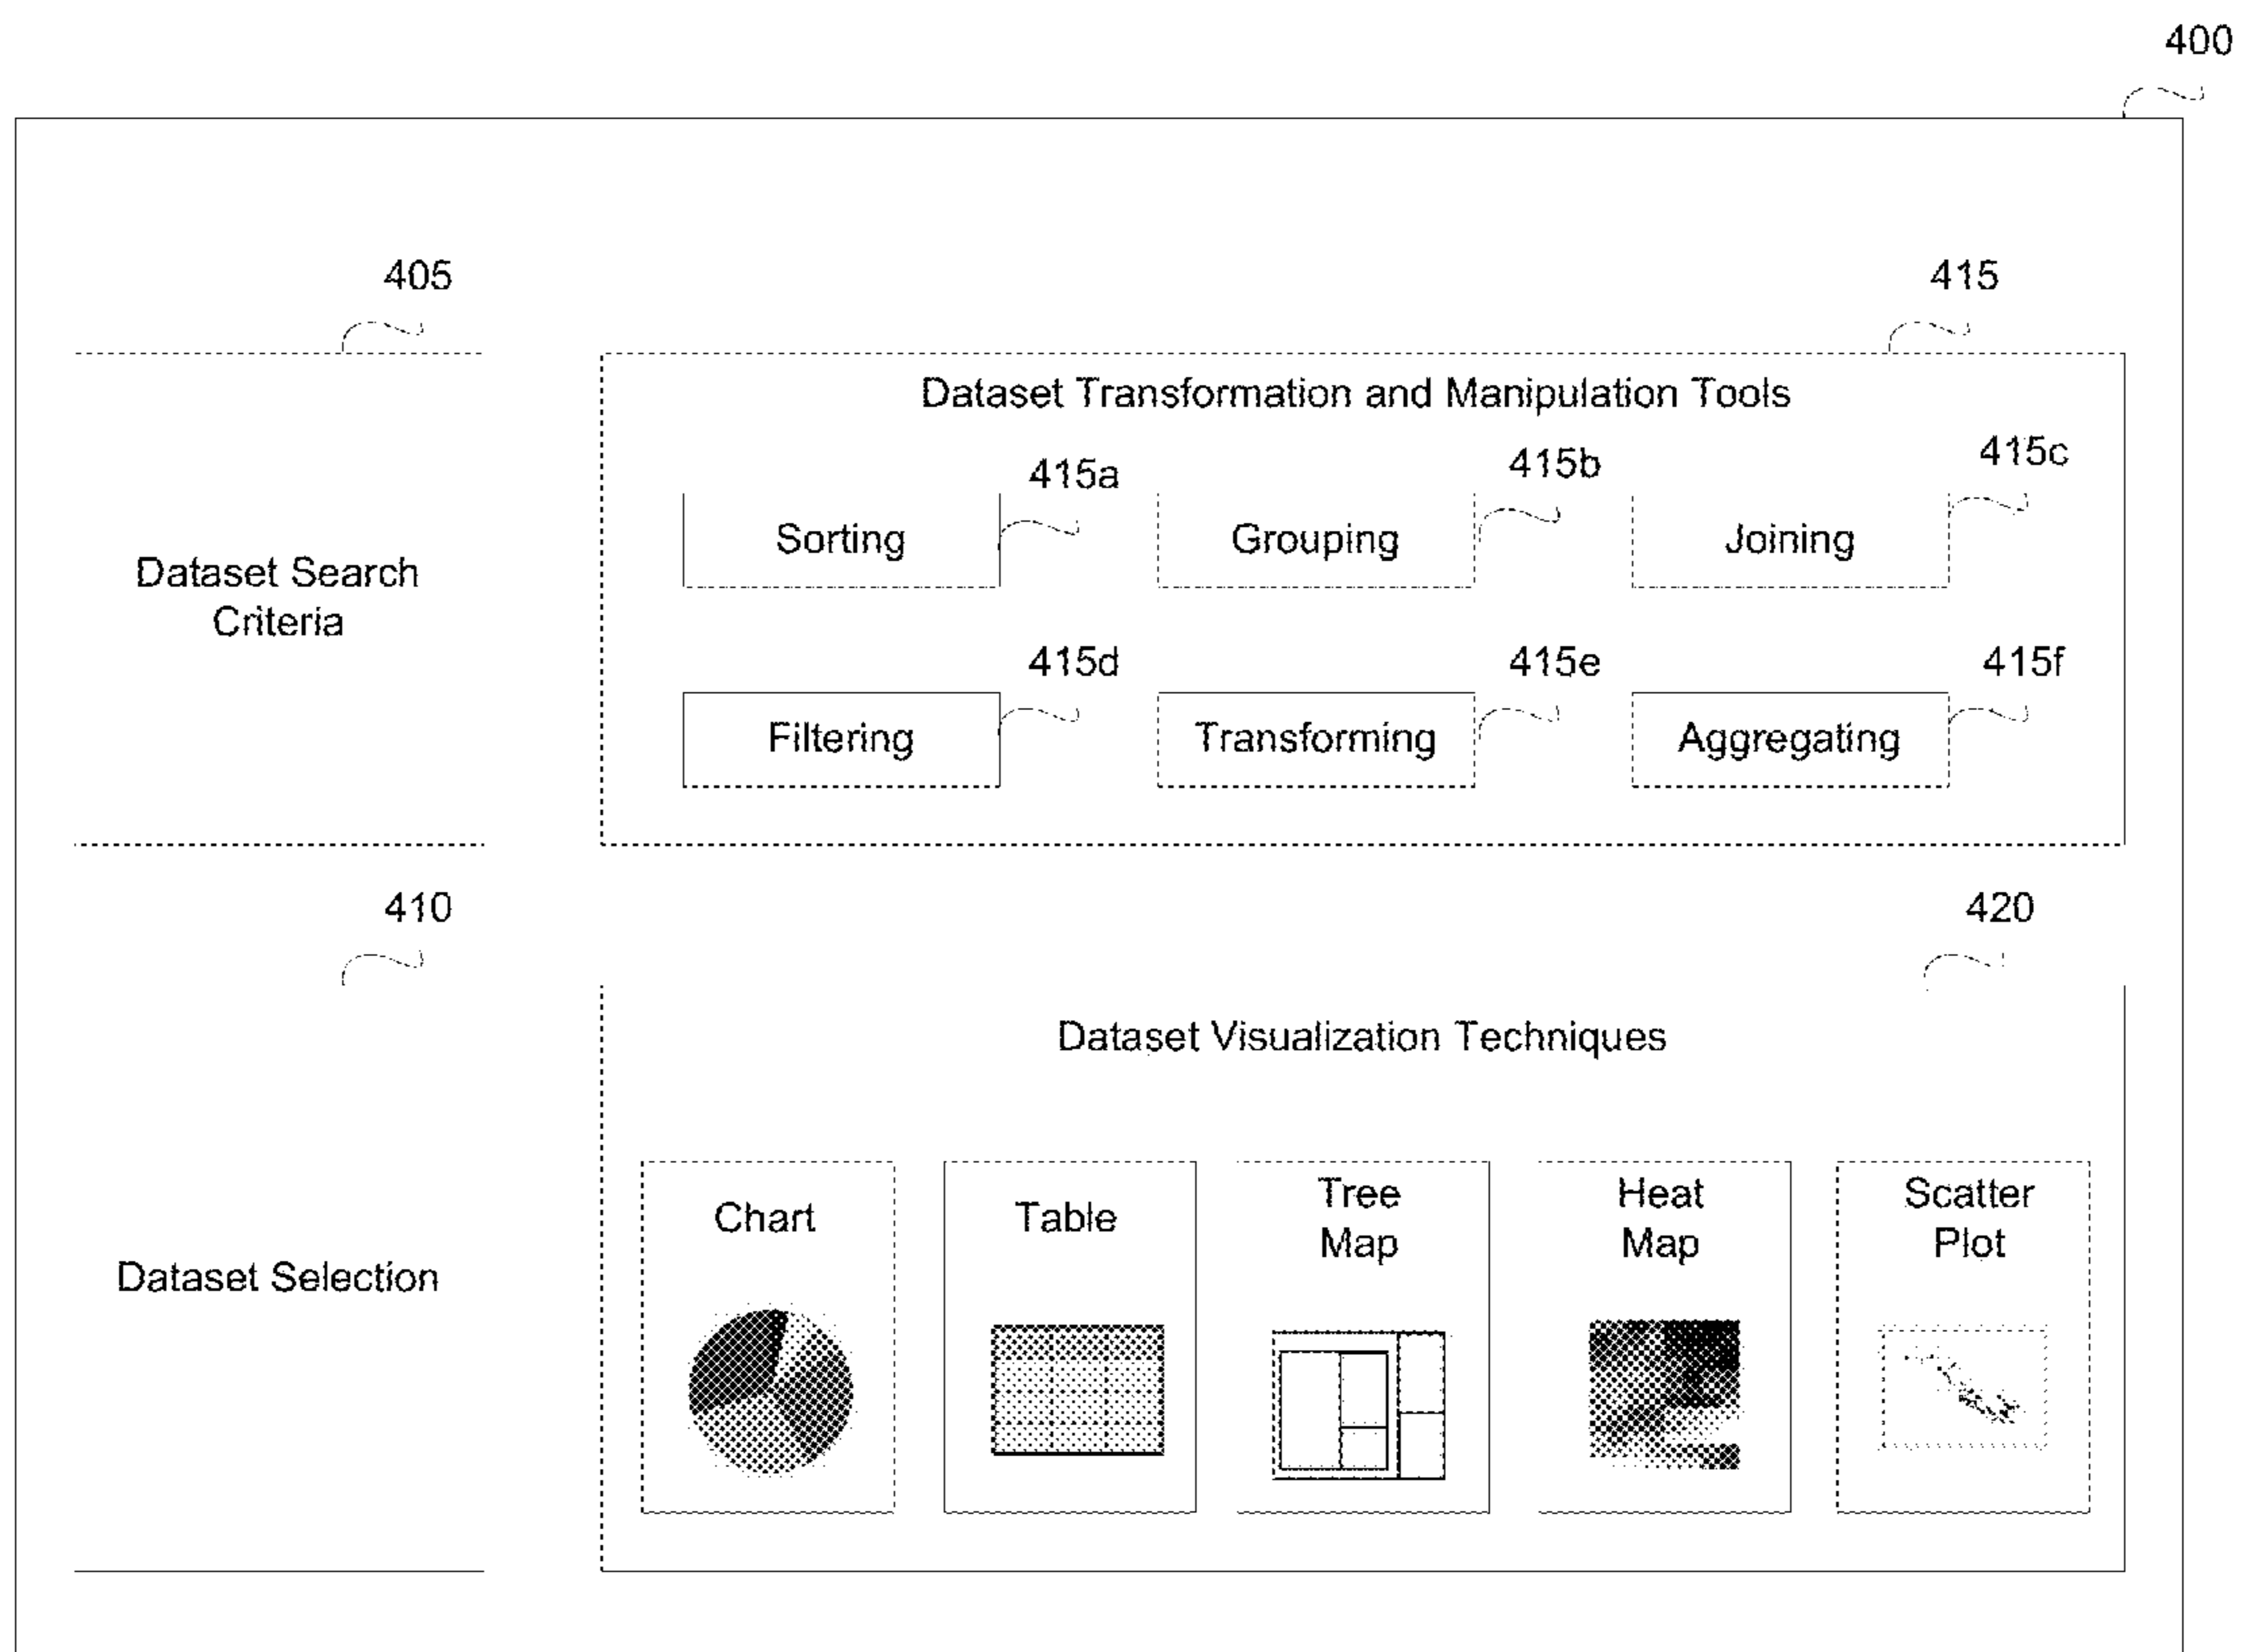 400
405
415
Dataset Search
Criteria
Dataset Transformation and Manipulation Tools
415a
415b
415c
Sorting
Grouping
Joining
415d
415e
415f
Filtering
Transforming
Aggregating
410
420
Dataset Selection
Dataset Visualization Techniques
Chart
Table
Tree
Map
Heat
Map
Scatter
Plot